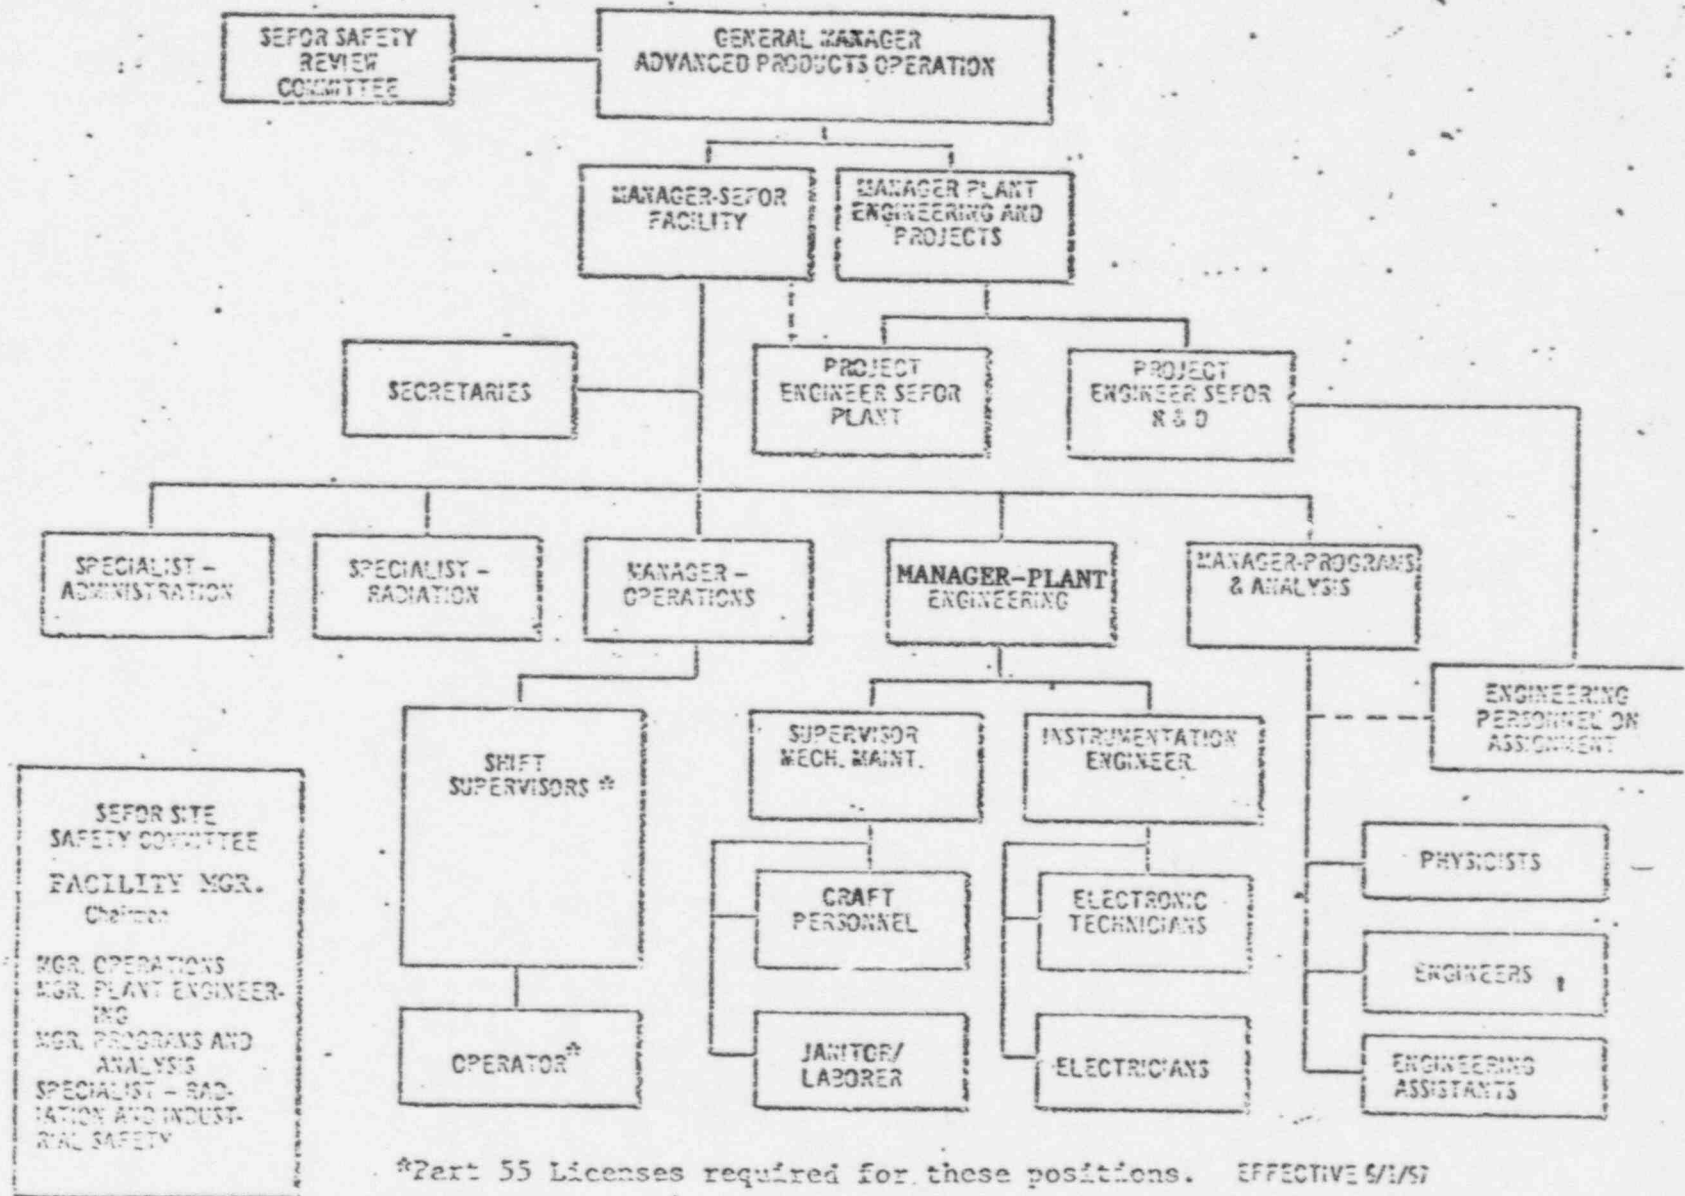 SEFOR SAFETY
REVIEW
COMMITTEE
GENERAL MANAGER
ADVANCED PRODUCTS OPERATION
MANAGER-SEFOR
FACILITY
MANAGER PLANT
ENGINEERING AND
PROJECTS
SECRETARIES
PROJECT
ENGINEER SEFOR
PLANT
PROJECT
ENGINEER SEFOR
R & D
SPECIALIST -
ADMINISTRATION
SPECIALIST -
RADIATION
MANAGER -
OPERATIONS
MANAGER-PLANT
ENGINEERING
MANAGER-PROGRAMS
& ANALYSIS
ENGINEERING
PERSONNEL ON
ASSIGNMENT
SHIFT
SUPERVISORS *
SUPERVISOR
MECH. MAINT.
INSTRUMENTATION
ENGINEER
SEFOR SITE
SAFETY COMMITTEE
FACILITY MGR.
Chairman
MGR. OPERATIONS
MGR. PLANT ENGINEER-
ING
MGR. PROGRAMS AND
ANALYSIS
SPECIALIST - RAD-
IATION AND INDUST-
RIAL SAFETY
CRAFT
PERSONNEL
ELECTRONIC
TECHNICIANS
PHYSICISTS
ENGINEERS
OPERATOR*
JANITOR/
LABORER
ELECTRICIANS
ENGINEERING
ASSISTANTS
*Part 55 Licenses required for these positions.
EFFECTIVE